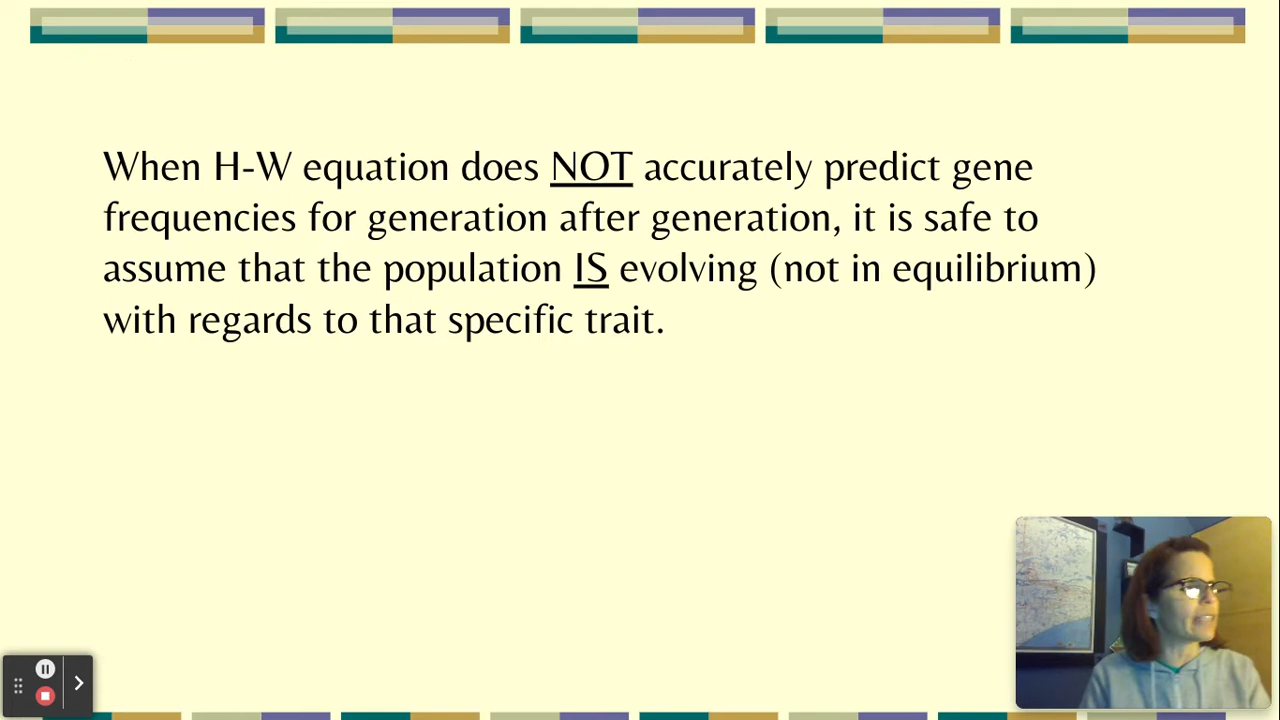 When H-W equation does NOT accurately predict gene
frequencies for generation after generation, it is safe to
assume that the population IS evolving (not in equilibrium)
with regards to that specific trait.